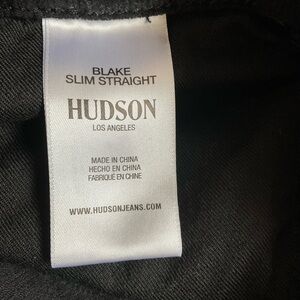 BLAKE
SLIM STRAIGHT
HUDSON
LOS ANGELES
MADE IN CHINA
HECHO EN CHINA
FABRIQUÉ EN CHINE
WWW.HUDSONJEANS.COM